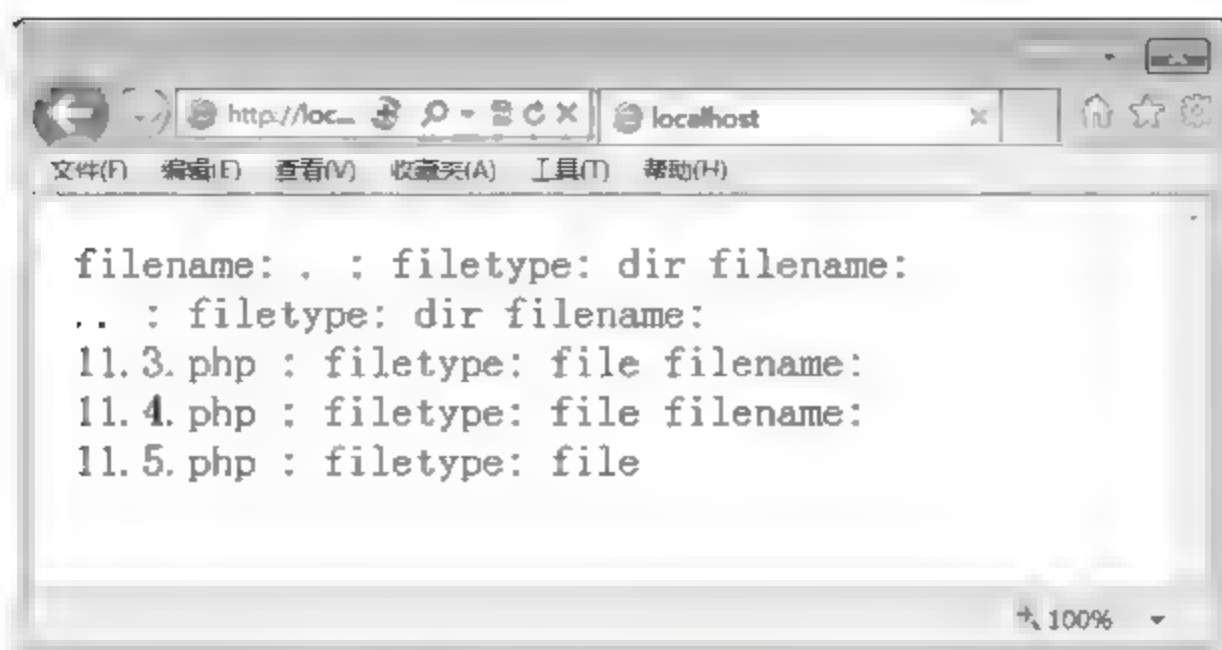 http://loc... localhost
文件(F) 编辑(E) 查看(V) 收藏夹(A) 工具(T) 帮助(H)
filename: . : filetype: dir filename:
.. : filetype: dir filename:
11.3.php : filetype: file filename:
11.4.php : filetype: file filename:
11.5.php : filetype: file
100%